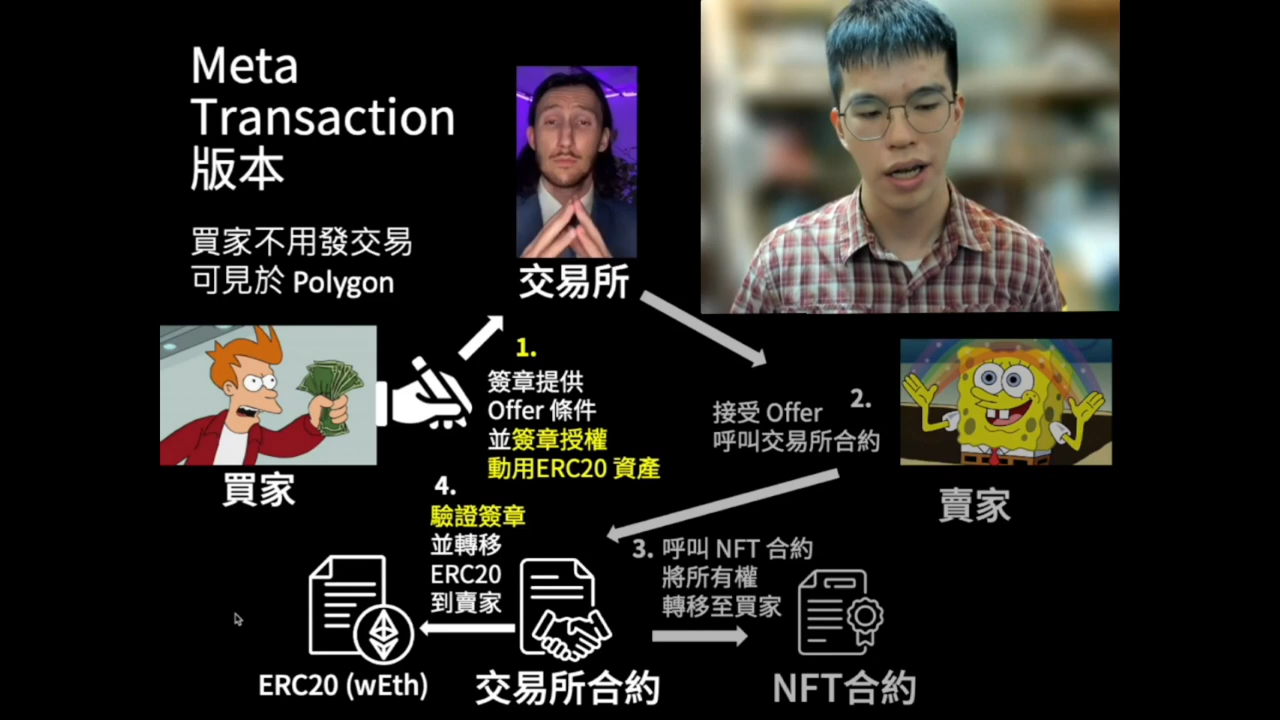 Meta
Transaction
版本
買家不用發交易
可見於 Polygon
交易所
1.
簽章提供
Offer 條件
並簽章授權
動用ERC20 資產
買家
2.
接受 Offer
呼叫交易所合約
賣家
3. 呼叫 NFT 合約
將所有權
轉移至買家
4.
驗證簽章
並轉移
ERC20
到賣家
ERC20 (wEth)
交易所合約
NFT合約